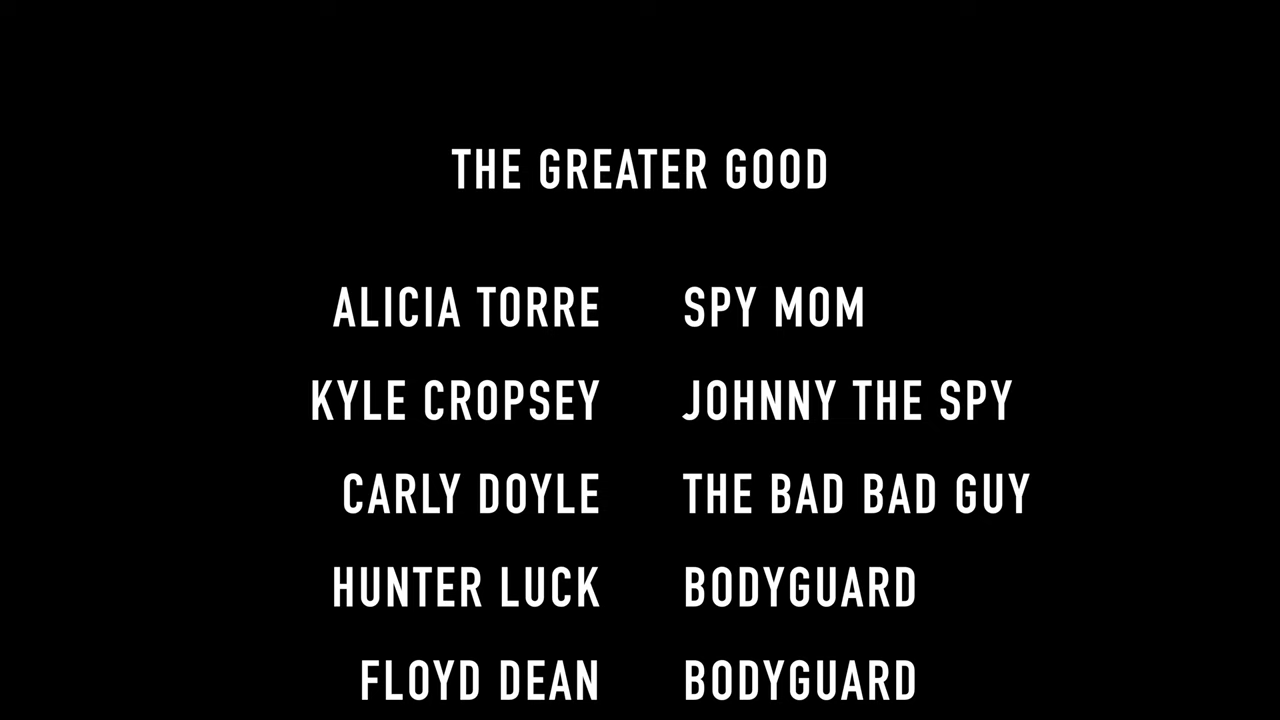 THE GREATER GOOD
ALICIA TORRE SPY MOM
KYLE CROPSEY JOHNNY THE SPY
CARLY DOYLE THE BAD BAD GUY
HUNTER LUCK BODYGUARD
FLOYD DEAN BODYGUARD